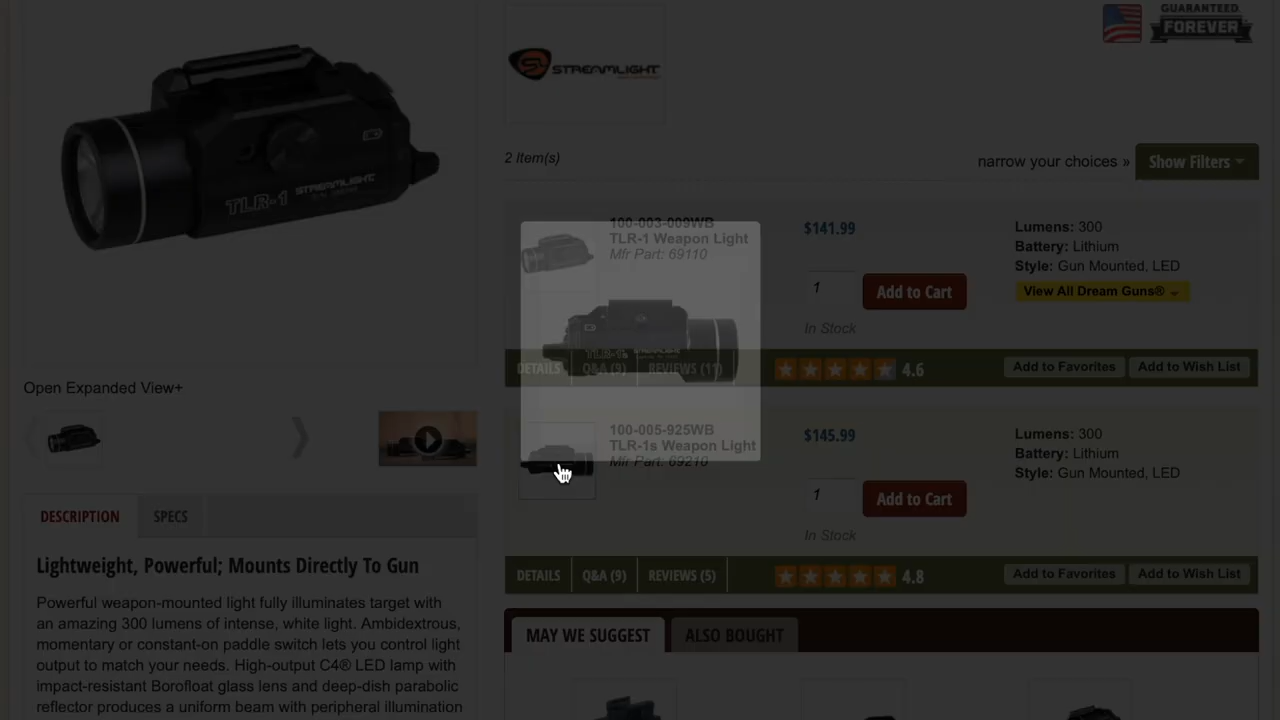 GUARANTEED
FOREVER
STREAMLIGHT
TLR-1 STREAMLIGHT
2 Item(s)
narrow your choices » Show Filters
100-003-009WB
TLR-1 Weapon Light
Mfr Part: 69110
$141.99
1
Add to Cart
In Stock
Lumens: 300
Battery: Lithium
Style: Gun Mounted, LED
View All Dream Guns®
DETAILS Q&A (9) REVIEWS (11) 4.6 Add to Favorites Add to Wish List
Open Expanded View+
100-005-925WB
TLR-1s Weapon Light
Mfr Part: 69210
$145.99
1
Add to Cart
In Stock
Lumens: 300
Battery: Lithium
Style: Gun Mounted, LED
DETAILS Q&A (9) REVIEWS (5) 4.8 Add to Favorites Add to Wish List
DESCRIPTION SPECS
Lightweight, Powerful; Mounts Directly To Gun
Powerful weapon-mounted light fully illuminates target with
an amazing 300 lumens of intense, white light. Ambidextrous,
momentary or constant-on paddle switch lets you control light
output to match your needs. High-output C4® LED lamp with
impact-resistant Borofloat glass lens and deep-dish parabolic
reflector produces a uniform beam with peripheral illumination
MAY WE SUGGEST ALSO BOUGHT